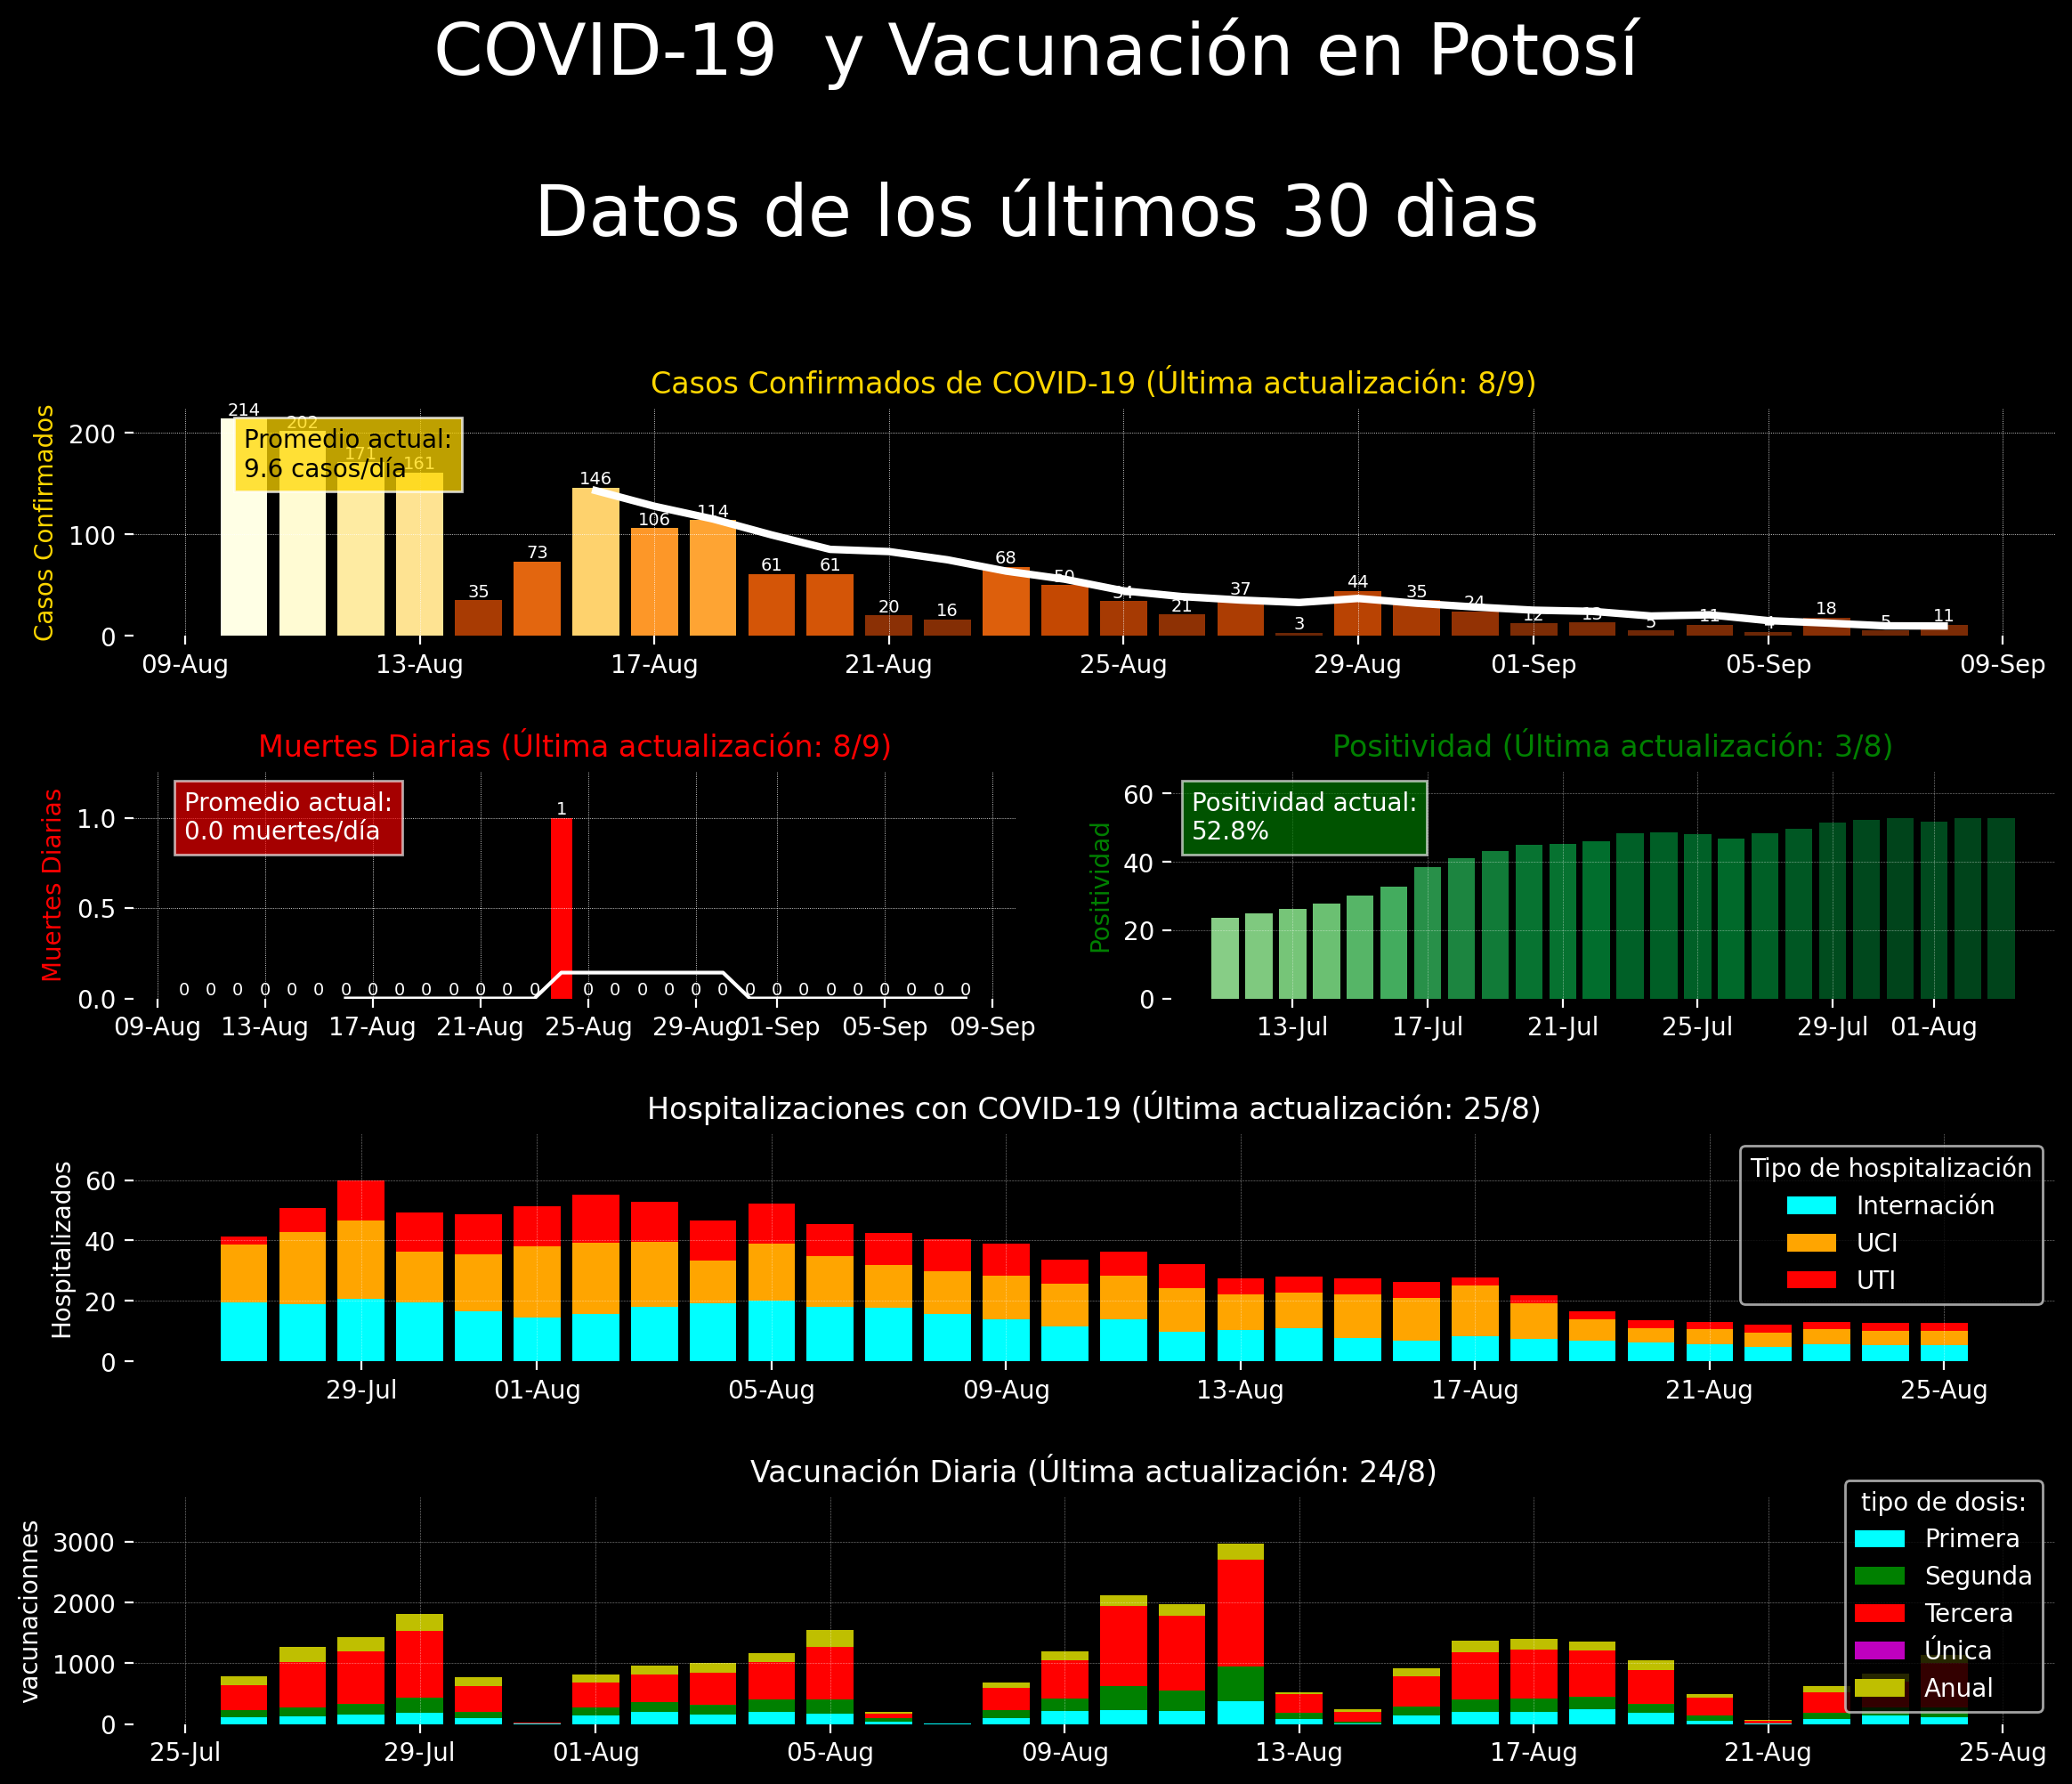 COVID-19  y Vacunación en Potosí
Datos de los últimos 30 dìas
Casos Confirmados de COVID-19 (Última actualización: 8/9)
Casos Confirmados
200
100
0
Promedio actual:
9.6 casos/día
214 202 171 161 35 73 146 106 114 61 61 20 16 68 50 34 21 37 3 44 35 24 12 13 5 11 4 18 5 11
09-Aug 13-Aug 17-Aug 21-Aug 25-Aug 29-Aug 01-Sep 05-Sep 09-Sep
Muertes Diarias (Última actualización: 8/9)
Muertes Diarias
1.0
0.5
0.0
Promedio actual:
0.0 muertes/día
1
0 0 0 0 0 0 0 0 0 0 0 0 0 0 0 0 0 0 0 0 0 0 0 0 0 0 0 0 0
09-Aug 13-Aug 17-Aug 21-Aug 25-Aug 29-Aug 01-Sep 05-Sep 09-Sep
Positividad (Última actualización: 3/8)
Positividad
60
40
20
0
Positividad actual:
52.8%
13-Jul 17-Jul 21-Jul 25-Jul 29-Jul 01-Aug
Hospitalizaciones con COVID-19 (Última actualización: 25/8)
Hospitalizados
60
40
20
0
Tipo de hospitalización
Internación
UCI
UTI
29-Jul 01-Aug 05-Aug 09-Aug 13-Aug 17-Aug 21-Aug 25-Aug
Vacunación Diaria (Última actualización: 24/8)
vacunaciones
3000
2000
1000
0
tipo de dosis:
Primera
Segunda
Tercera
Única
Anual
25-Jul 29-Jul 01-Aug 05-Aug 09-Aug 13-Aug 17-Aug 21-Aug 25-Aug